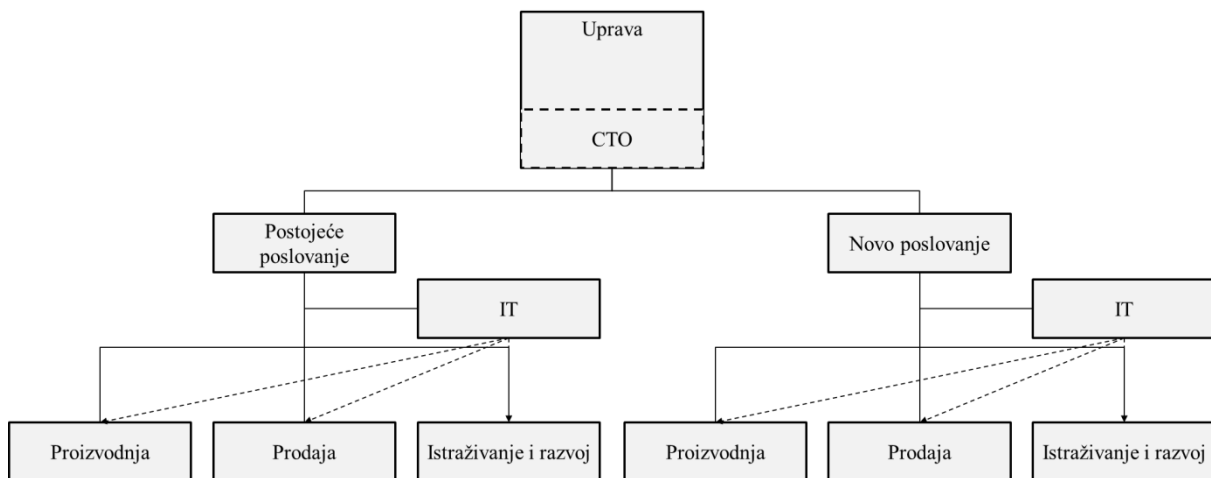 Uprava
CTO
Postojeće
poslovanje
Novo poslovanje
IT
IT
Proizvodnja
Prodaja
Istraživanje i razvoj
Proizvodnja
Prodaja
Istraživanje i razvoj